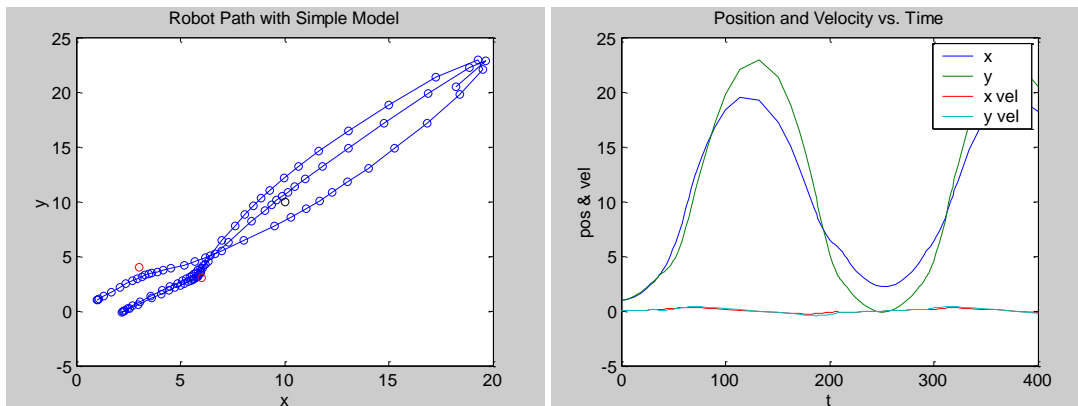 Robot Path with Simple Model
25
20
15
10
5
0
-5
y
0 5 10 15 20
x
Position and Velocity vs. Time
25
20
15
10
5
0
-5
pos & vel
x
y
x vel
y vel
0 100 200 300 400
t